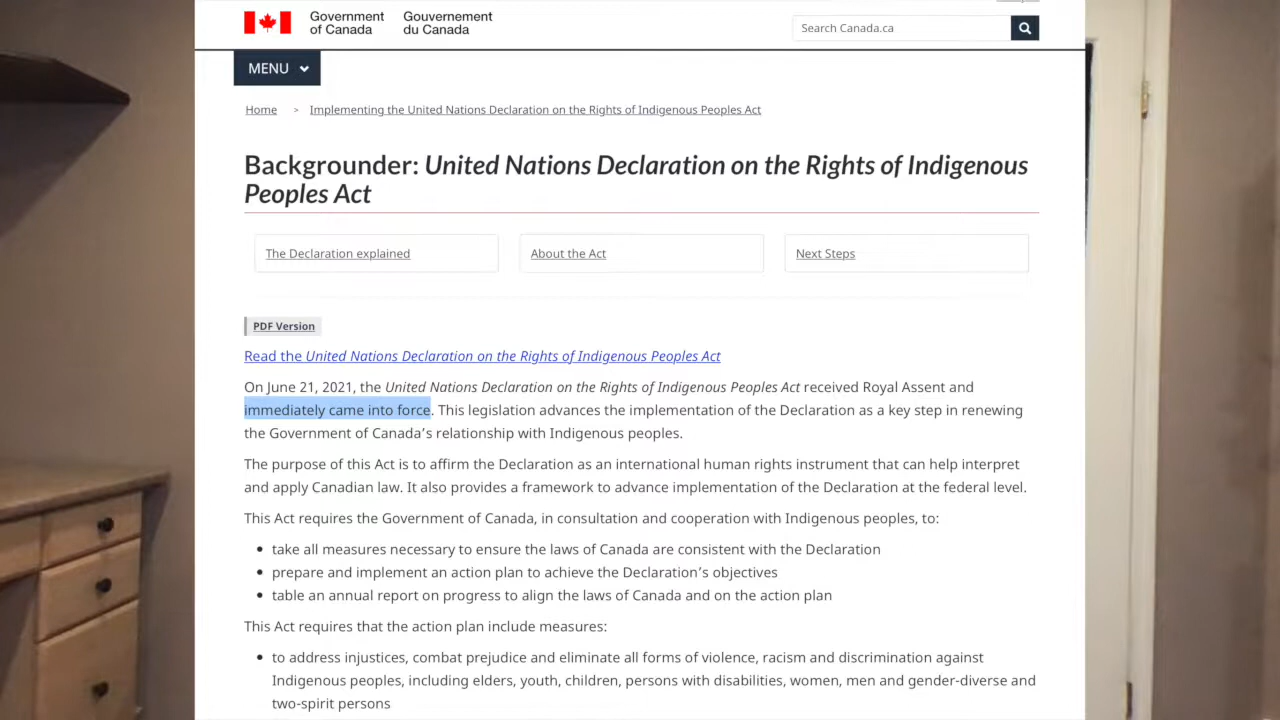 Government
of Canada
Gouvernement
du Canada
Search Canada.ca
MENU
Home > Implementing the United Nations Declaration on the Rights of Indigenous Peoples Act
Backgrounder: United Nations Declaration on the Rights of Indigenous
Peoples Act
The Declaration explained
About the Act
Next Steps
PDF Version
Read the United Nations Declaration on the Rights of Indigenous Peoples Act
On June 21, 2021, the United Nations Declaration on the Rights of Indigenous Peoples Act received Royal Assent and
immediately came into force. This legislation advances the implementation of the Declaration as a key step in renewing
the Government of Canada's relationship with Indigenous peoples.
The purpose of this Act is to affirm the Declaration as an international human rights instrument that can help interpret
and apply Canadian law. It also provides a framework to advance implementation of the Declaration at the federal level.
This Act requires the Government of Canada, in consultation and cooperation with Indigenous peoples, to:
• take all measures necessary to ensure the laws of Canada are consistent with the Declaration
• prepare and implement an action plan to achieve the Declaration's objectives
• table an annual report on progress to align the laws of Canada and on the action plan
This Act requires that the action plan include measures:
• to address injustices, combat prejudice and eliminate all forms of violence, racism and discrimination against
Indigenous peoples, including elders, youth, children, persons with disabilities, women, men and gender-diverse and
two-spirit persons